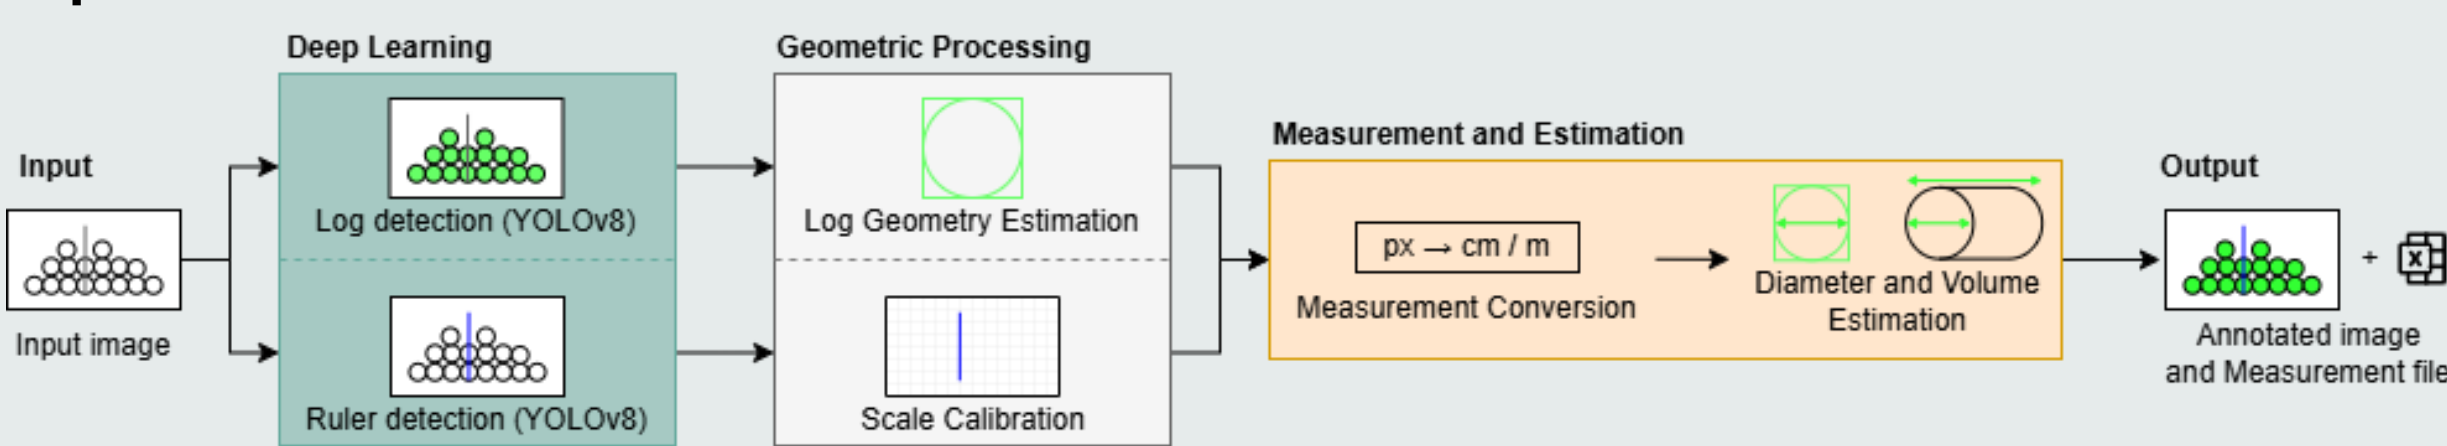 Deep Learning
Geometric Processing
Measurement and Estimation
Input
Output
Log detection (YOLOv8)
Log Geometry Estimation
px → cm / m
Measurement Conversion
Diameter and Volume
Estimation
+
X
Input image
Annotated image
and Measurement file
Ruler detection (YOLOv8)
Scale Calibration